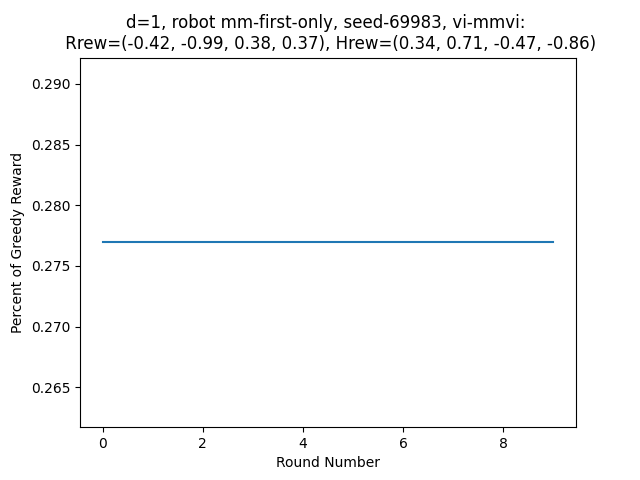 d=1, robot mm-first-only, seed-69983, vi-mmvi:
Rrew=(-0.42, -0.99, 0.38, 0.37), Hrew=(0.34, 0.71, -0.47, -0.86)
0.290
0.285
0.280
0.275
0.270
0.265
Percent of Greedy Reward
0 2 4 6 8
Round Number